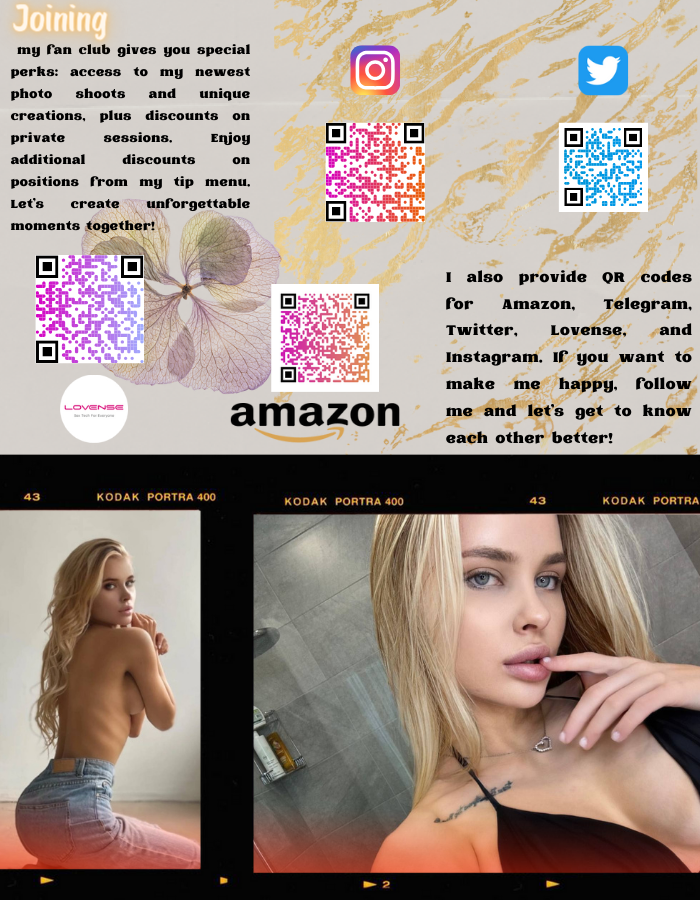 Joining
my fan club gives you special
perks: access to my newest
photo shoots and unique
creations, plus discounts on
private sessions. Enjoy
additional discounts on
positions from my tip menu.
Let's create unforgettable
moments together!
LOVENSE
Sex Tech For Everyone
amazon
I also provide QR codes
for Amazon, Telegram,
Twitter, Lovense, and
Instagram. If you want to
make me happy, follow
me and let's get to know
each other better!
43 KODAK PORTRA 400
KODAK PORTRA 400 43 KODAK PORTRA
2